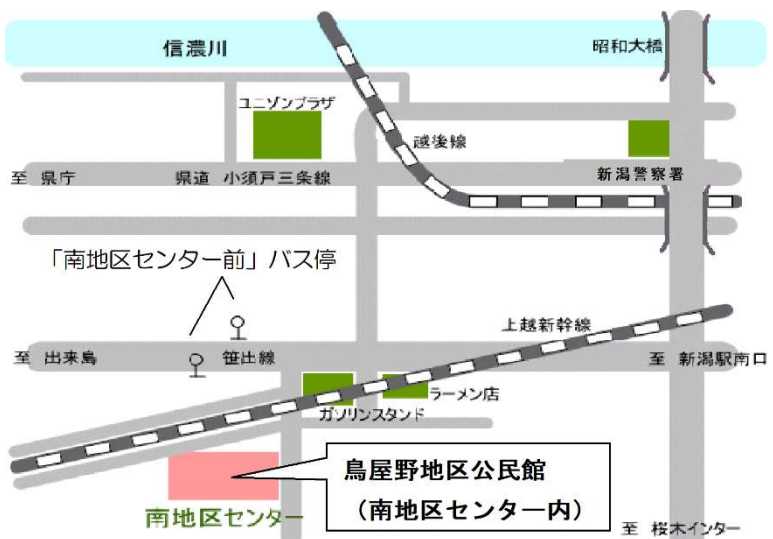 信濃川
昭和大橋
ユニゾンプラザ
越後線
至 県庁
県道 小須戸三条線
新潟警察署
「南地区センター前」バス停
上越新幹線
至 出来島
笹出線
至 新潟駅南口
ラーメン店
ガソリンスタンド
鳥屋野地区公民館
（南地区センター内）
南地区センター
至 桜木インター